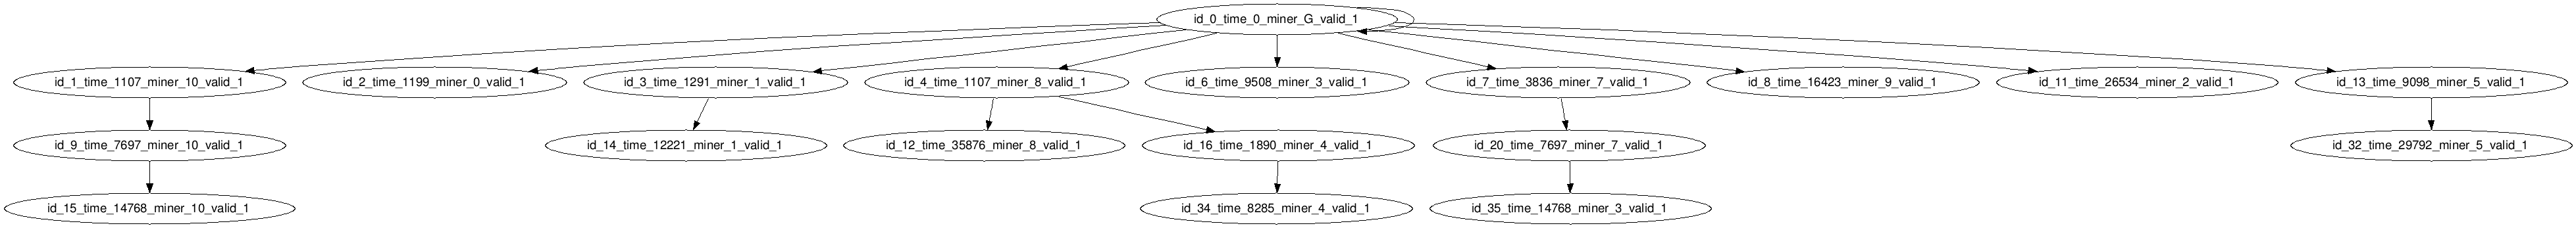 id_0_time_0_miner_G_valid_1
id_1_time_1107_miner_10_valid_1
id_2_time_1199_miner_0_valid_1
id_3_time_1291_miner_1_valid_1
id_4_time_1107_miner_8_valid_1
id_6_time_9508_miner_3_valid_1
id_7_time_3836_miner_7_valid_1
id_8_time_16423_miner_9_valid_1
id_11_time_26534_miner_2_valid_1
id_13_time_9098_miner_5_valid_1
id_9_time_7697_miner_10_valid_1
id_14_time_12221_miner_1_valid_1
id_12_time_35876_miner_8_valid_1
id_16_time_1890_miner_4_valid_1
id_20_time_7697_miner_7_valid_1
id_32_time_29792_miner_5_valid_1
id_15_time_14768_miner_10_valid_1
id_34_time_8285_miner_4_valid_1
id_35_time_14768_miner_3_valid_1